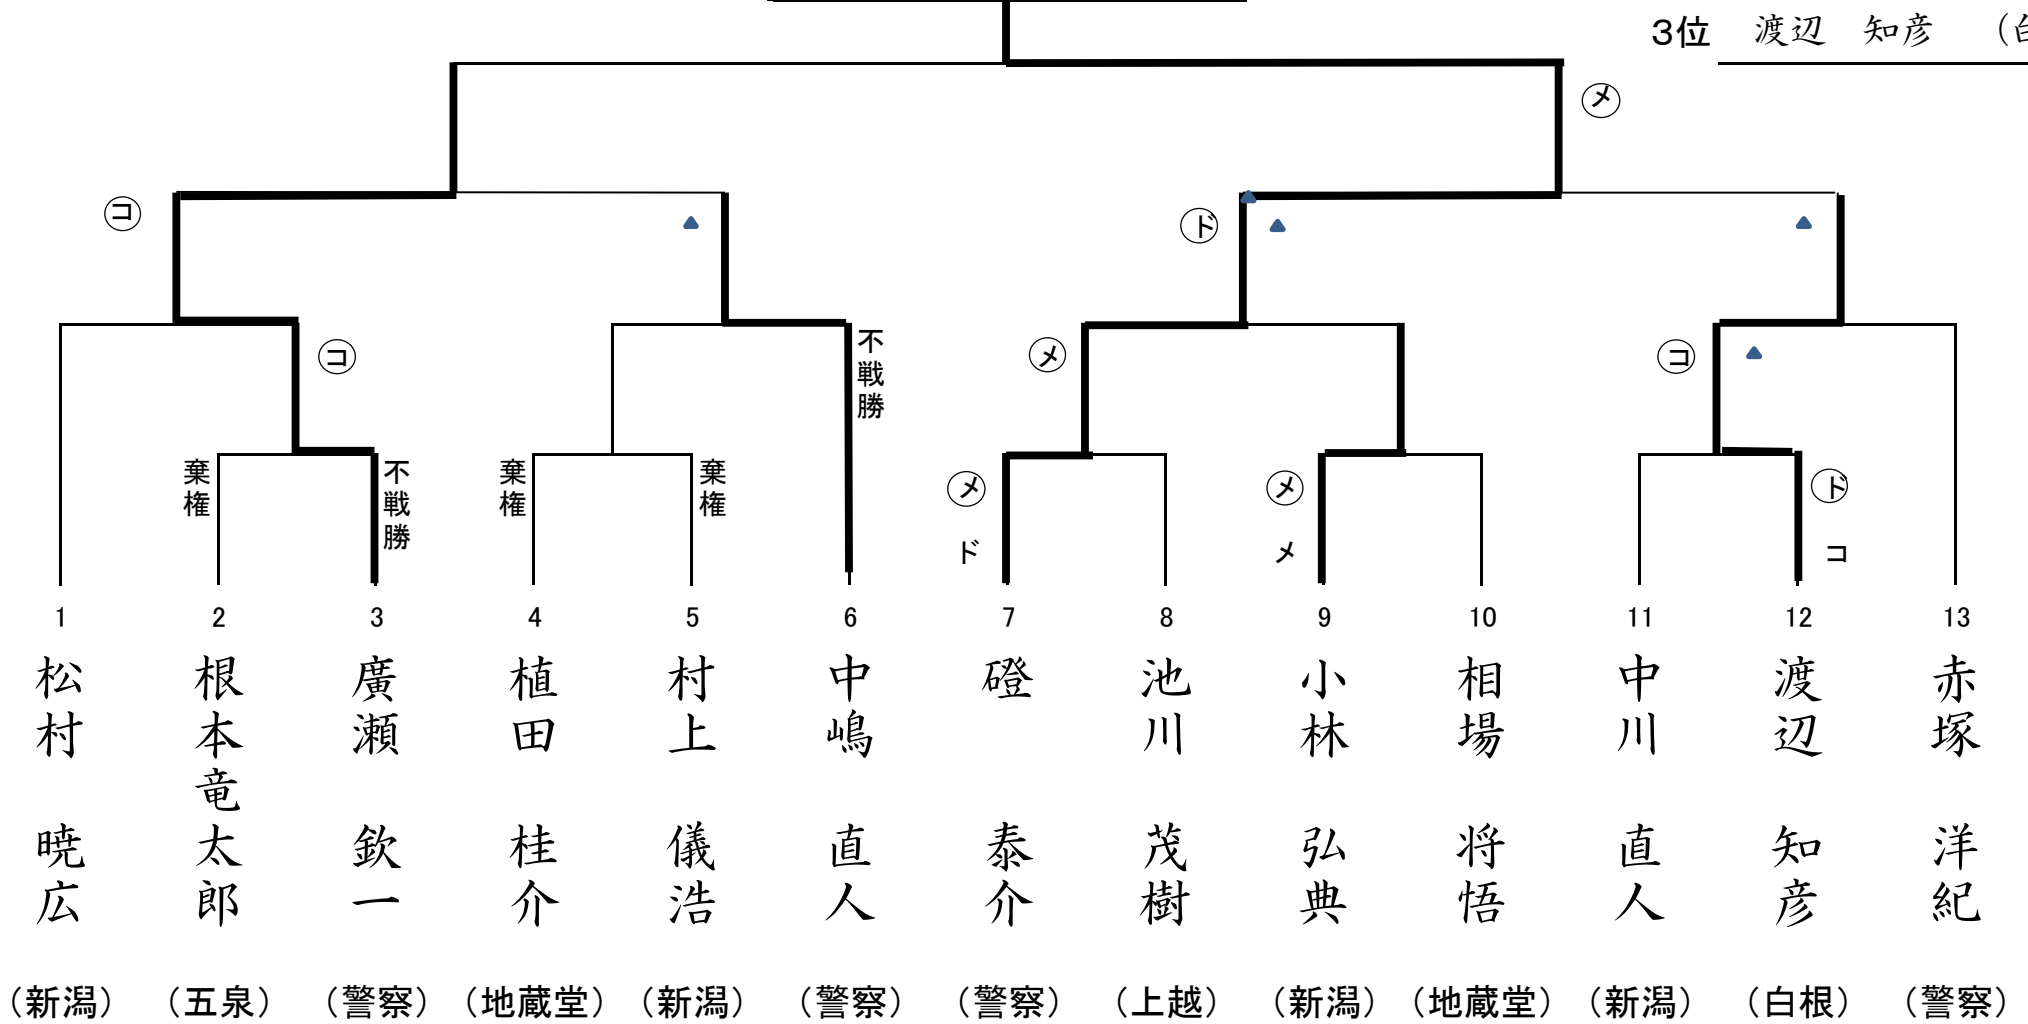 3位 渡辺 知彦 （白
㋱
㋙
㋣゙
㋙
不戦勝
㋱
㋙
棄権
不戦勝
棄権
棄権
㋱
ド
㋱
メ
㋣゙
コ
1 2 3 4 5 6 7 8 9 10 11 12 13
松村 暁広
根本竜太郎
廣瀬 欽一
植田 桂介
村上 儀浩
中嶋 直人
磴 泰介
池川 茂樹
小林 弘典
相場 将悟
中川 直人
渡辺 知彦
赤塚 洋紀
（新潟） （五泉） （警察） （地蔵堂） （新潟） （警察） （警察） （上越） （新潟） （地蔵堂） （新潟） （白根） （警察）